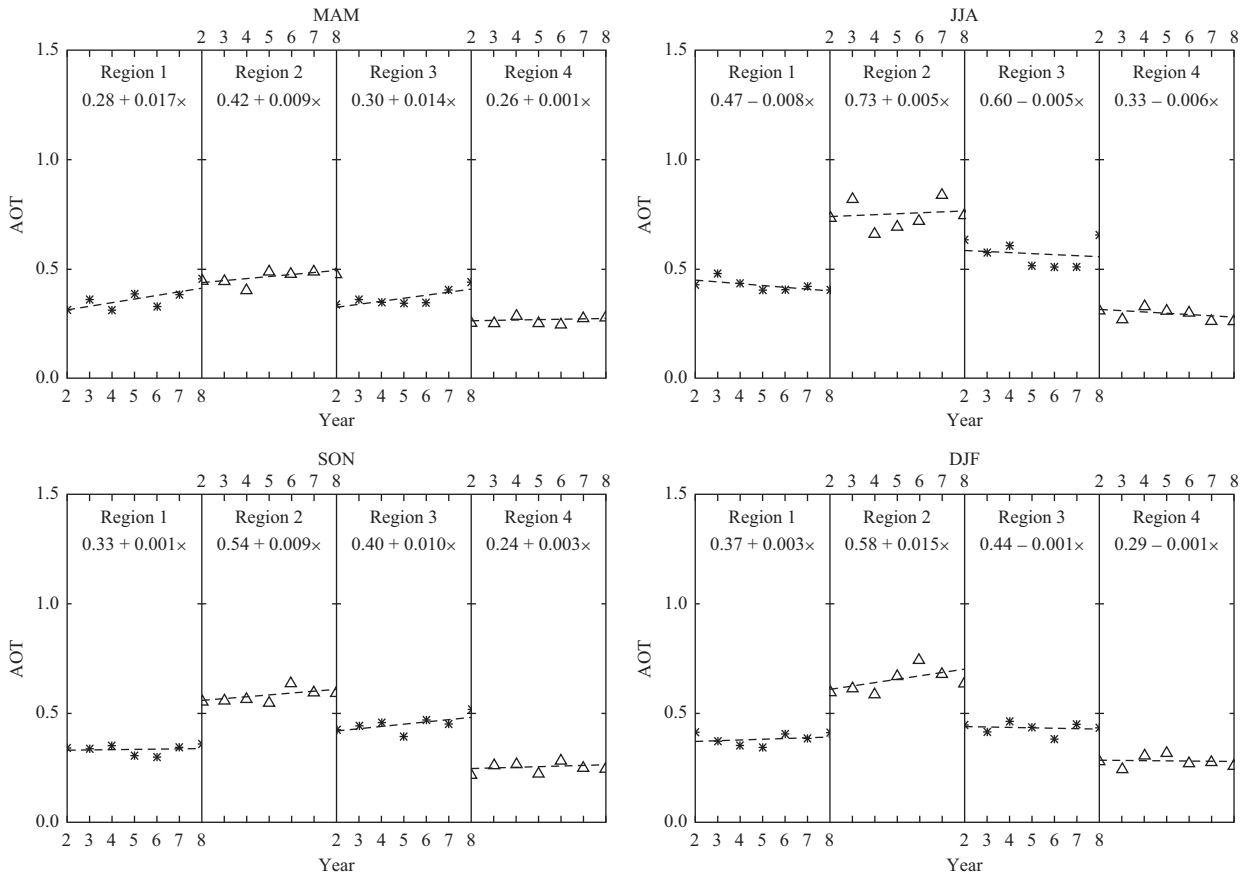 MAM
2 3 4 5 6 7 8
1.5
Region 1 Region 2 Region 3 Region 4
0.28 + 0.017× 0.42 + 0.009× 0.30 + 0.014× 0.26 + 0.001×
1.0
AOT
0.5
0.0
2 3 4 5 6 7 8
2 3 4 5 6 7 8
2 3 4 5 6 7 8
Year
JJA
2 3 4 5 6 7 8
2 3 4 5 6 7 8
1.5
Region 1 Region 2 Region 3 Region 4
0.47 – 0.008× 0.73 + 0.005× 0.60 – 0.005× 0.33 – 0.006×
1.0
AOT
0.5
0.0
2 3 4 5 6 7 8
2 3 4 5 6 7 8
Year
SON
2 3 4 5 6 7 8
2 3 4 5 6 7 8
1.5
Region 1 Region 2 Region 3 Region 4
0.33 + 0.001× 0.54 + 0.009× 0.40 + 0.010× 0.24 + 0.003×
1.0
AOT
0.5
0.0
2 3 4 5 6 7 8
2 3 4 5 6 7 8
Year
DJF
2 3 4 5 6 7 8
2 3 4 5 6 7 8
1.5
Region 1 Region 2 Region 3 Region 4
0.37 + 0.003× 0.58 + 0.015× 0.44 – 0.001× 0.29 – 0.001×
1.0
AOT
0.5
0.0
2 3 4 5 6 7 8
2 3 4 5 6 7 8
Year